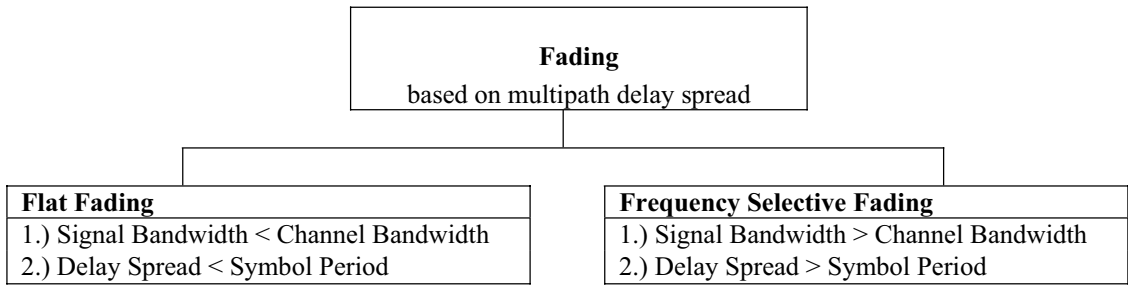 Fading
based on multipath delay spread
Flat Fading
1.) Signal Bandwidth < Channel Bandwidth
2.) Delay Spread < Symbol Period
Frequency Selective Fading
1.) Signal Bandwidth > Channel Bandwidth
2.) Delay Spread > Symbol Period